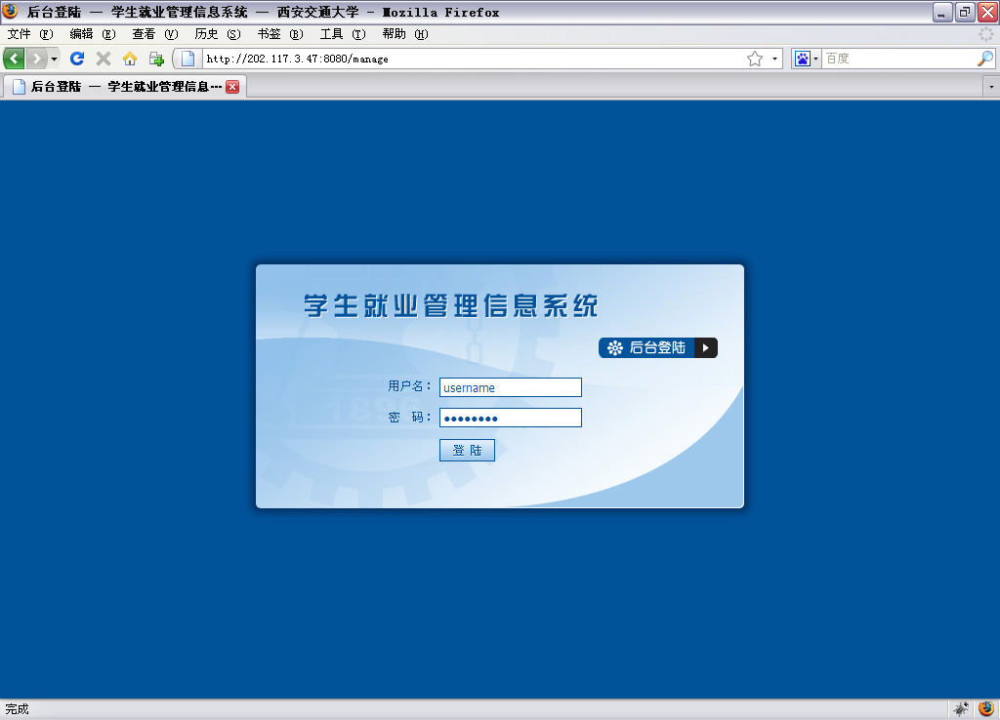 后台登陆 — 学生就业管理信息系统 — 西安交通大学 - Mozilla Firefox
文件 (F) 编辑 (E) 查看 (V) 历史 (S) 书签 (B) 工具 (T) 帮助 (H)
http://202.117.3.47:8080/manage 百度
后台登陆 — 学生就业管理信息…
学生就业管理信息系统
后台登陆
用户名： username
1896
密 码： ••••••••
登 陆
完成